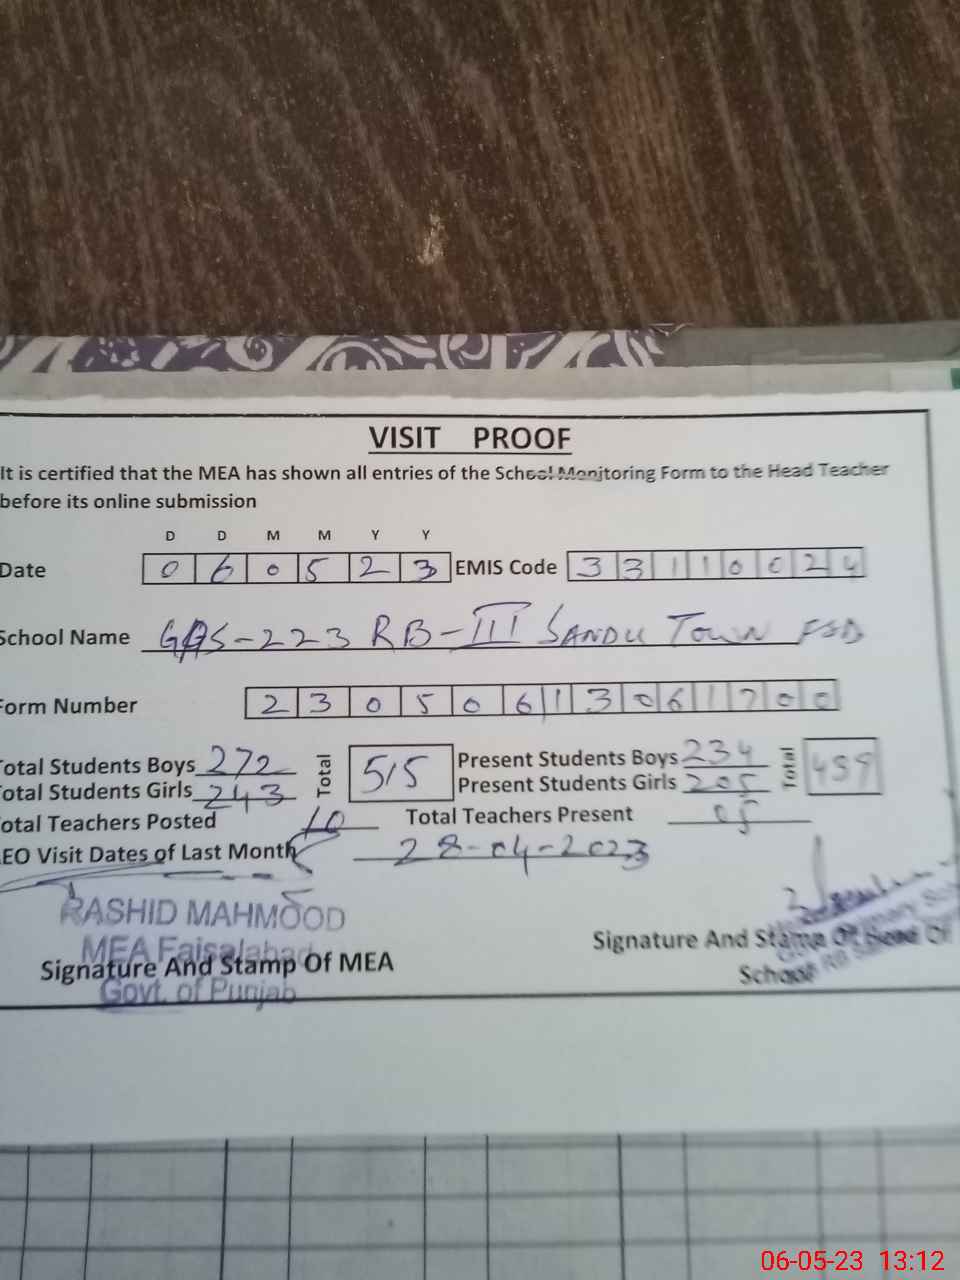 VISIT PROOF
It is certified that the MEA has shown all entries of the School Monitoring Form to the Head Teacher
before its online submission
D D M M Y Y
Date 0 6 0 5 2 3 EMIS Code 3 3 1 1 0 0 2 4
School Name -223 RB-III SANDU TOWN FSD
Form Number 2 3 0 5 0 6 1 3 0 6 1 7 0 0
Total Students Boys 272 Total 515 Present Students Boys 234 Total 439
Total Students Girls 243 Present Students Girls 205
Total Teachers Posted 10 Total Teachers Present
AEO Visit Dates of Last Month 28-04-2023
RASHID MAHMOOD
MEA Faisalabad
Signature And Stamp Of MEA
Govt. of Punjab
Signature And Stamp Of Head Of
School
06-05-23 13:12